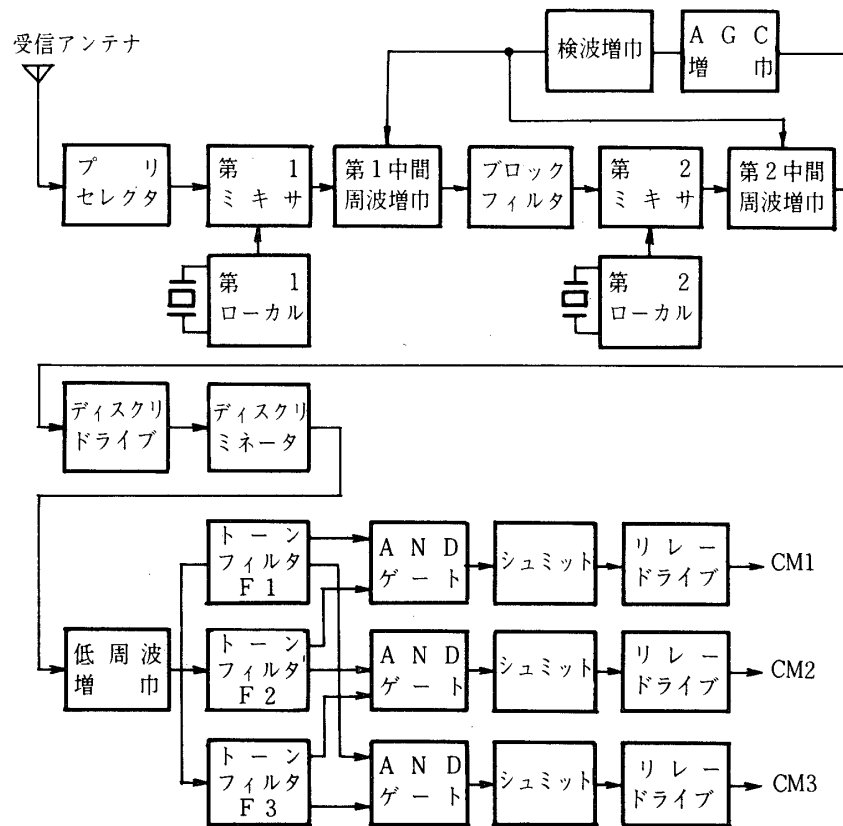 受信アンテナ
検波増巾
AGC
増巾
プリ
セレクタ
第1
ミキサ
第1中間
周波増巾
ブロック
フィルタ
第2
ミキサ
第2中間
周波増巾
第1
ローカル
第2
ローカル
ディスクリ
ドライブ
ディスクリ
ミネータ
トーン
フィルタ
F1
AND
ゲート
シュミット
リレー
ドライブ
CM1
低周波
増巾
トーン
フィルタ
F2
AND
ゲート
シュミット
リレー
ドライブ
CM2
トーン
フィルタ
F3
AND
ゲート
シュミット
リレー
ドライブ
CM3